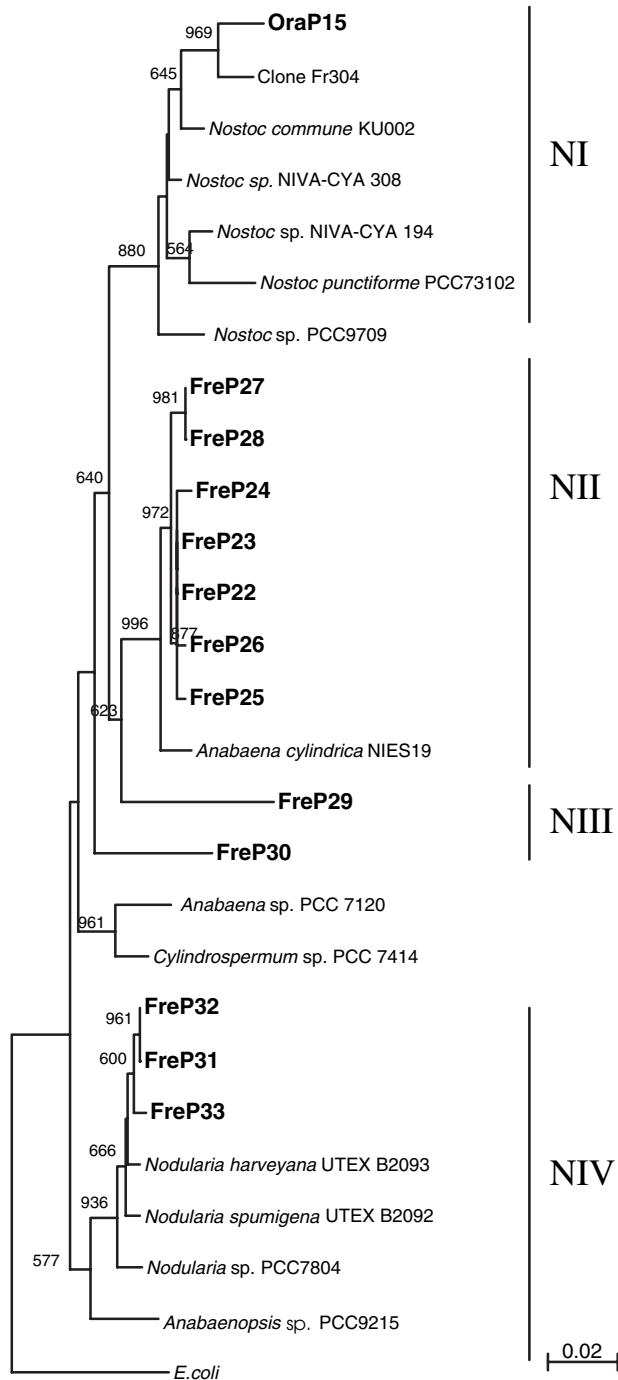 OraP15
969
Clone Fr304
645
Nostoc commune KU002
NI
Nostoc sp. NIVA-CYA 308
Nostoc sp. NIVA-CYA 194
880
564
Nostoc punctiforme PCC73102
Nostoc sp. PCC9709
FreP27
981
FreP28
640
FreP24
NII
972
FreP23
FreP22
996
877
FreP26
FreP25
623
Anabaena cylindrica NIES19
FreP29
NIII
FreP30
Anabaena sp. PCC 7120
961
Cylindrospermum sp. PCC 7414
FreP32
961
FreP31
600
FreP33
666
Nodularia harveyana UTEX B2093
NIV
936
Nodularia spumigena UTEX B2092
577
Nodularia sp. PCC7804
Anabaenopsis sp. PCC9215
0.02
E.coli